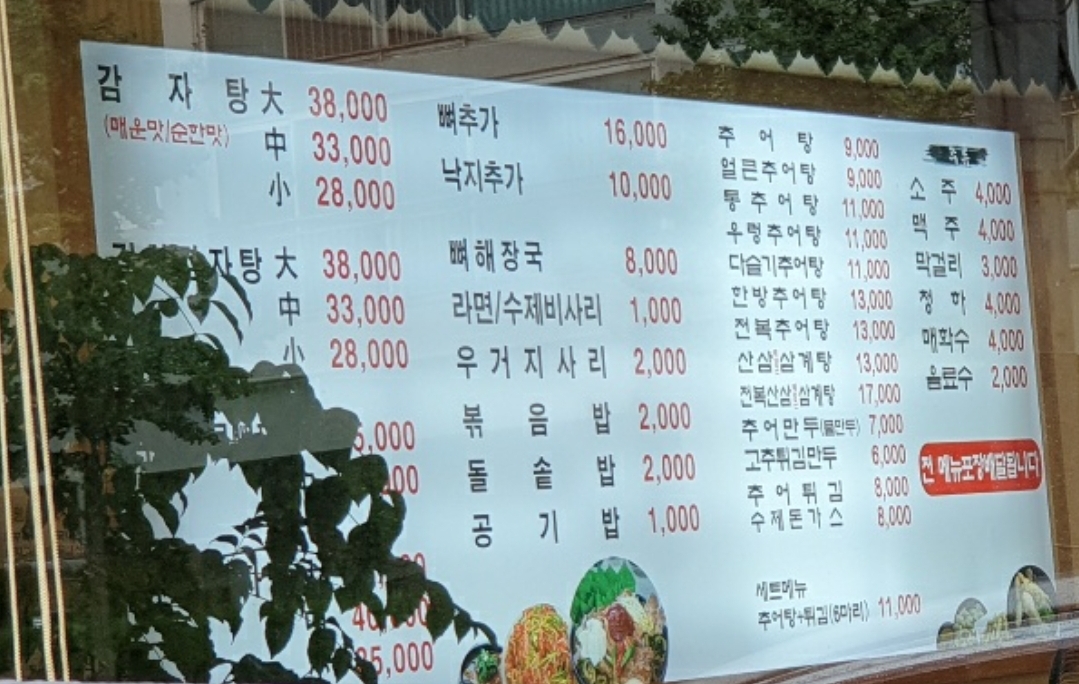 감 자 탕 大 38,000
(매운맛/순한맛) 中 33,000
小 28,000
자탕 大 38,000
中 33,000
小 28,000
5,000
35,000
뼈추가 16,000
낙지추가 10,000
뼈해장국 8,000
라면/수제비사리 1,000
우거지사리 2,000
볶 음 밥 2,000
돌 솥 밥 2,000
공 기 밥 1,000
추 어 탕 9,000
얼큰추어탕 9,000
통추어탕 11,000
우렁추어탕 11,000
다슬기추어탕 11,000
한방추어탕 13,000
전복추어탕 13,000
산삼삼계탕 13,000
전복산삼삼계탕 17,000
추어만두(물만두) 7,000
고추튀김만두 6,000
추어튀김 8,000
수제돈가스 8,000
세트메뉴
추어탕+튀김(6마리) 11,000
소 주 4,000
맥 주 4,000
막걸리 3,000
청 하 4,000
매화수 4,000
음료수 2,000
전 메뉴포장배달됩니다